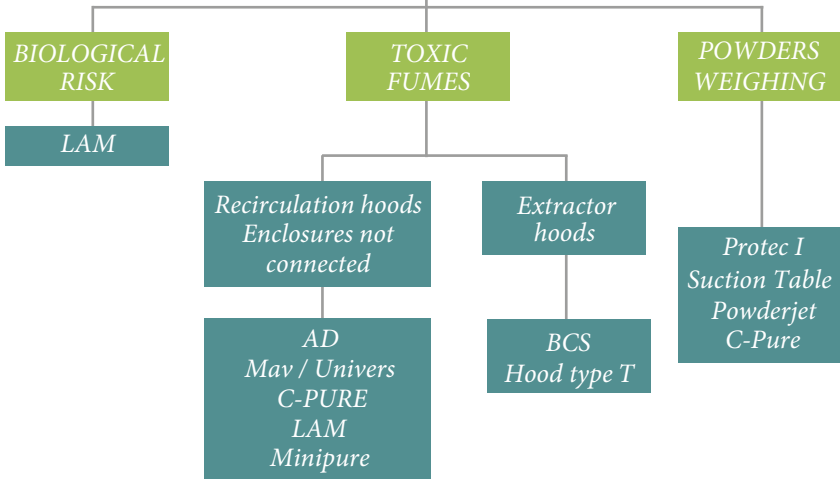 BIOLOGICAL
RISK
TOXIC
FUMES
POWDERS
WEIGHING
LAM
Recirculation hoods
Enclosures not
connected
Extractor
hoods
Protec I
Suction Table
Powderjet
C-Pure
AD
Mav / Univers
C-PURE
LAM
Minipure
BCS
Hood type T